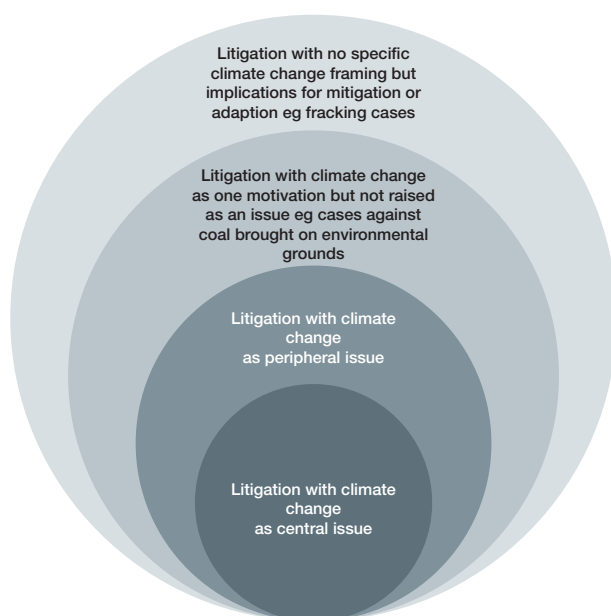 Litigation with no specific
climate change framing but
implications for mitigation or
adaption eg fracking cases
Litigation with climate change
as one motivation but not raised
as an issue eg cases against
coal brought on environmental
grounds
Litigation with climate
change
as peripheral issue
Litigation with climate
change
as central issue